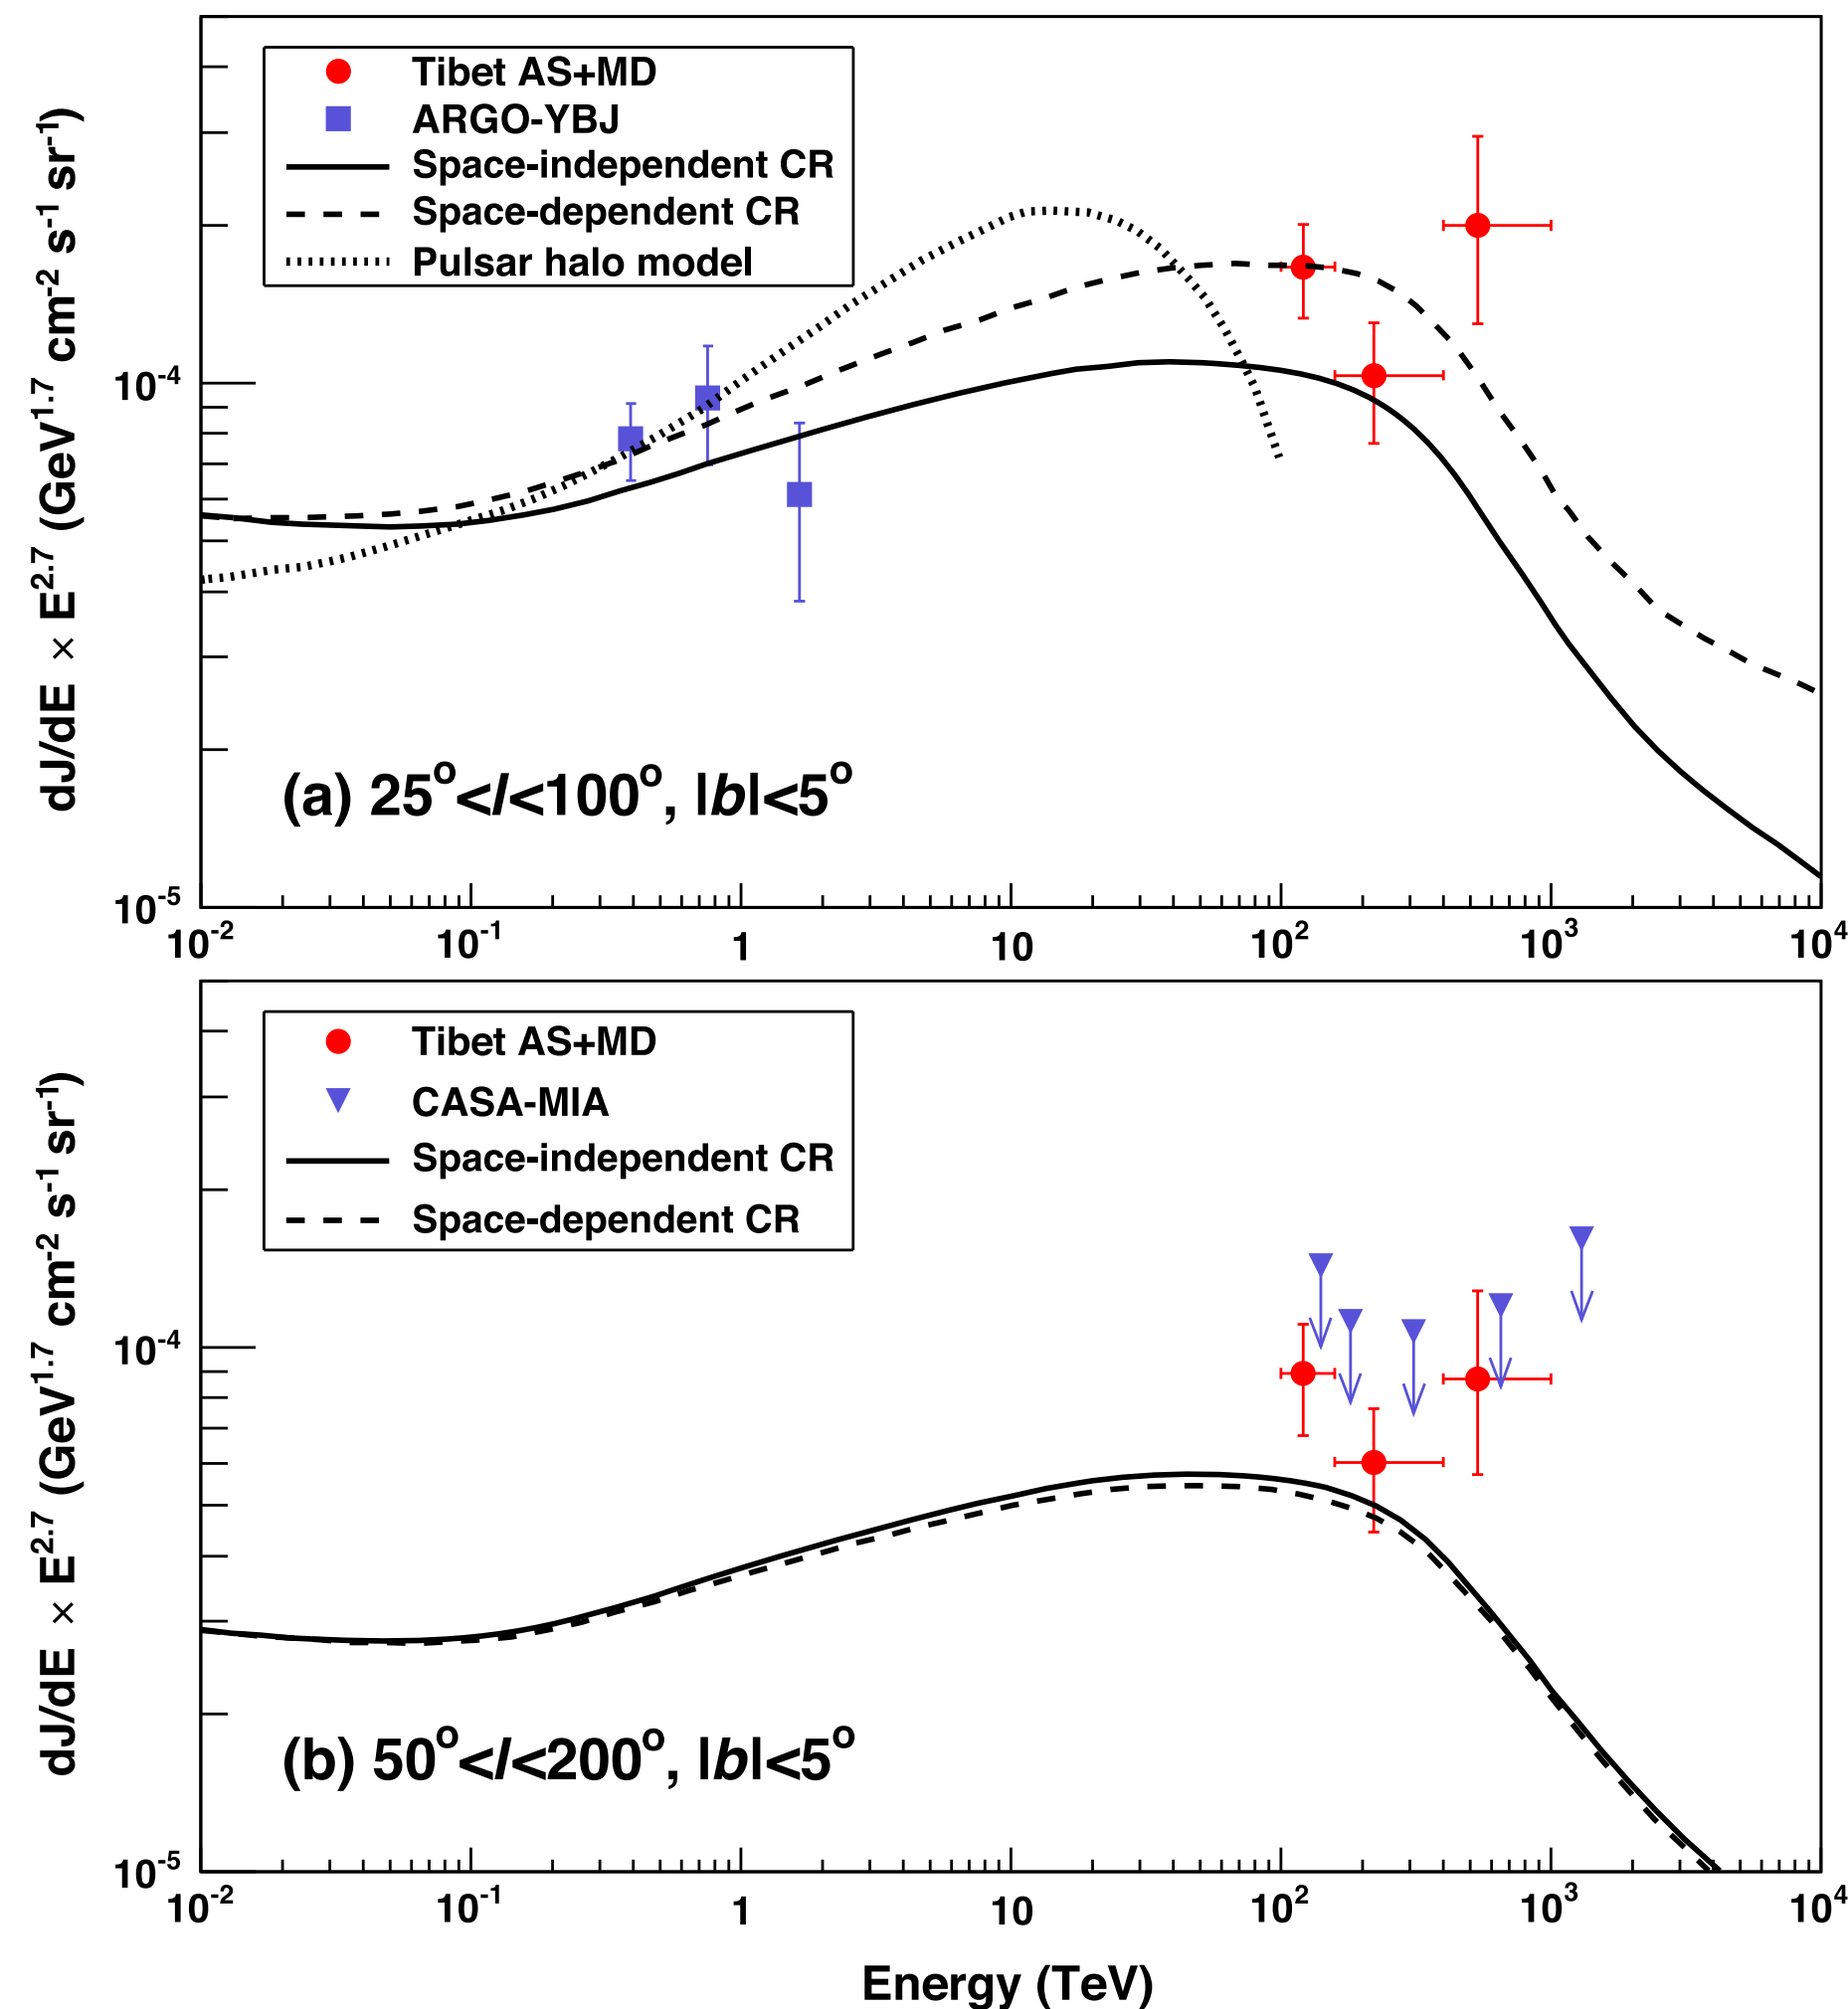 Tibet AS+MD
ARGO-YBJ
Space-independent CR
Space-dependent CR
Pulsar halo model
dJ/dE × E^2.7 (GeV^1.7 cm^-2 s^-1 sr^-1)
10^-4
10^-5
(a) 25°<l<100°, |b|<5°
10^-2 10^-1 1 10 10^2 10^3 10^4
Tibet AS+MD
CASA-MIA
Space-independent CR
Space-dependent CR
dJ/dE × E^2.7 (GeV^1.7 cm^-2 s^-1 sr^-1)
10^-4
10^-5
(b) 50°<l<200°, |b|<5°
10^-2 10^-1 1 10 10^2 10^3 10^4
Energy (TeV)